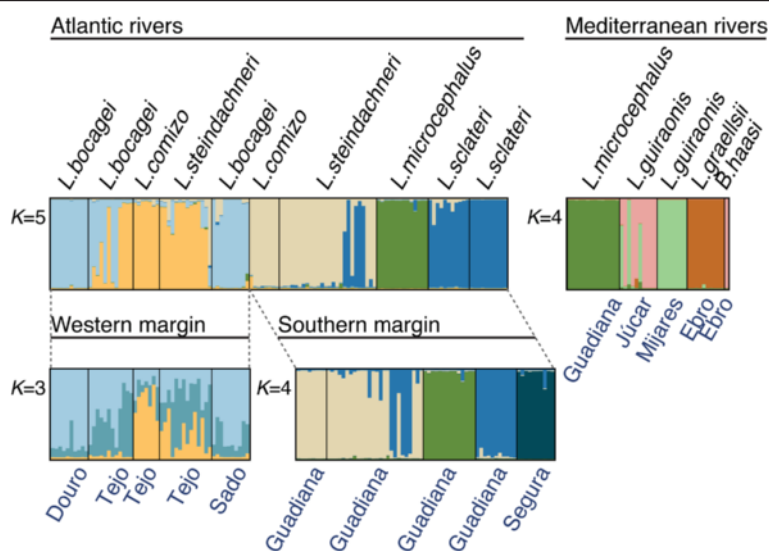 Atlantic rivers
Mediterranean rivers
L.bocagei
L.bocagei
L.comizo
L.steindachneri
L.bocagei
L.comizo
L.steindachneri
L.microcephalus
L.sclateri
L.sclateri
L.microcephalus
L.guiraonis
L.guiraonis
L.graellsii
B.haasi
K=5
K=4
Guadiana
Júcar
Mijares
Ebro
Ebro
Western margin
Southern margin
K=3
K=4
Douro
Tejo
Tejo
Tejo
Sado
Guadiana
Guadiana
Guadiana
Guadiana
Segura